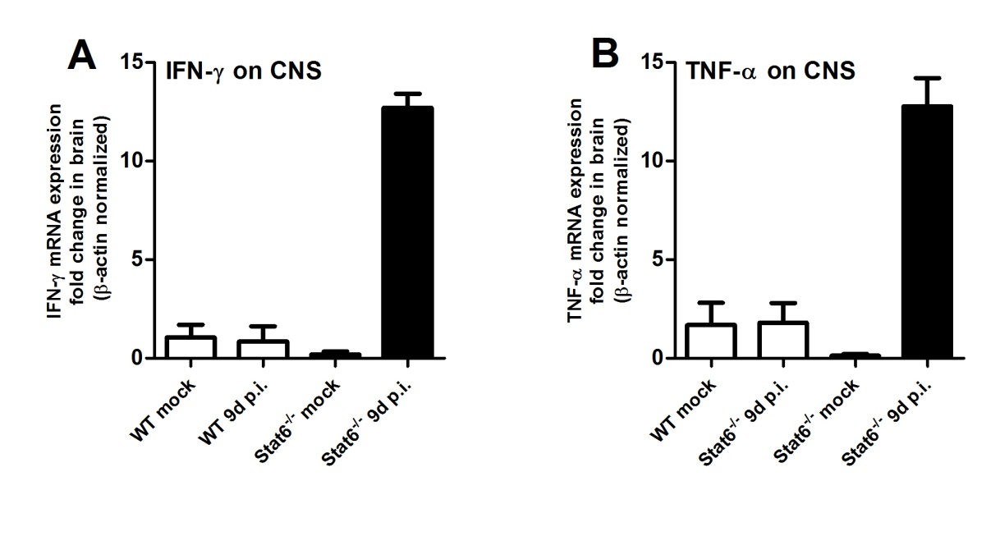 A
IFN-γ on CNS
IFN-γ mRNA expression
fold change in brain
(β-actin normalized)
15
10
5
0
WT mock
WT 9d p.i.
Stat6-/- mock
Stat6-/- 9d p.i.
B
TNF-α on CNS
TNF-α mRNA expression
fold change in brain
(β-actin normalized)
15
10
5
0
WT mock
Stat6-/- 9d p.i.
Stat6-/- mock
Stat6-/- 9d p.i.